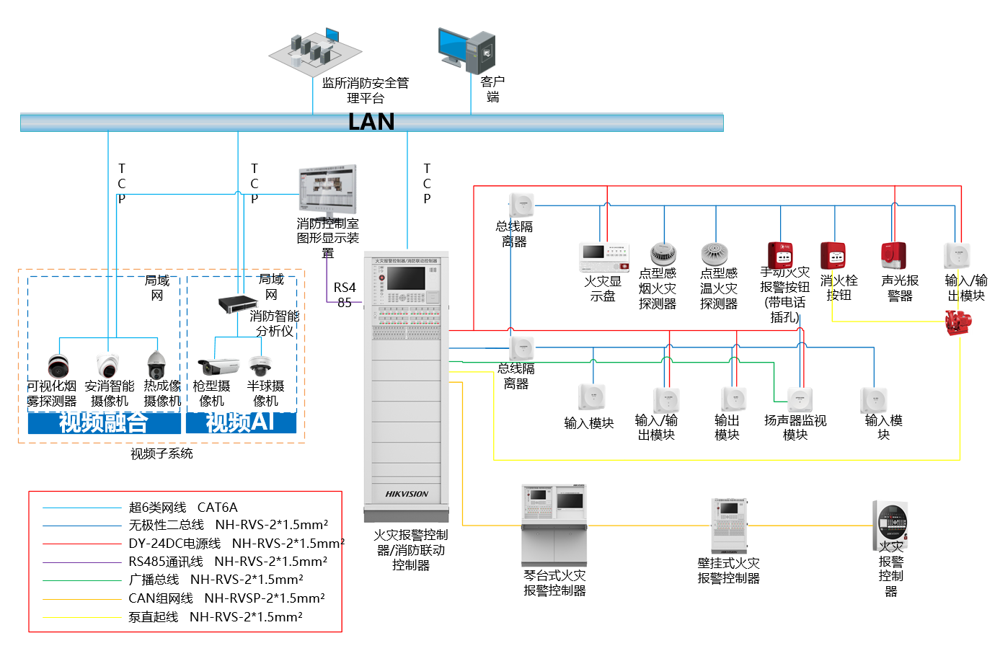 监所消防安全管
理平台
客户
端
LAN
T
C
P
T
C
P
T
C
P
消防控制室
图形显示装
置
总线隔
离器
火灾显
示盘
点型感
烟火灾
探测器
点型感
温火灾
探测器
手动火灾
报警按钮
(带电话
插孔)
消火栓
按钮
声光报
警器
输入/输
出模块
火灾报警控制器/消防联动控制器
RS4
85
局域
网
局域
网
消防智能
分析仪
可视化烟
雾探测器
安消智能
摄像机
热成像
摄像机
枪型摄
像机
半球摄
像机
视频融合
视频AI
视频子系统
总线隔
离器
输入模块
输入/输
出模块
输出
模块
扬声器监视
模块
输入模
块
HIKVISION
火灾报警控制
器/消防联动
控制器
琴台式火灾
报警控制器
壁挂式火灾
报警控制器
火灾
报警
控制
器
超6类网线 CAT6A
无极性二总线 NH-RVS-2*1.5mm²
DY-24DC电源线 NH-RVS-2*1.5mm²
RS485通讯线 NH-RVS-2*1.5mm²
广播总线 NH-RVS-2*1.5mm²
CAN组网线 NH-RVSP-2*1.5mm²
泵直起线 NH-RVS-2*1.5mm²